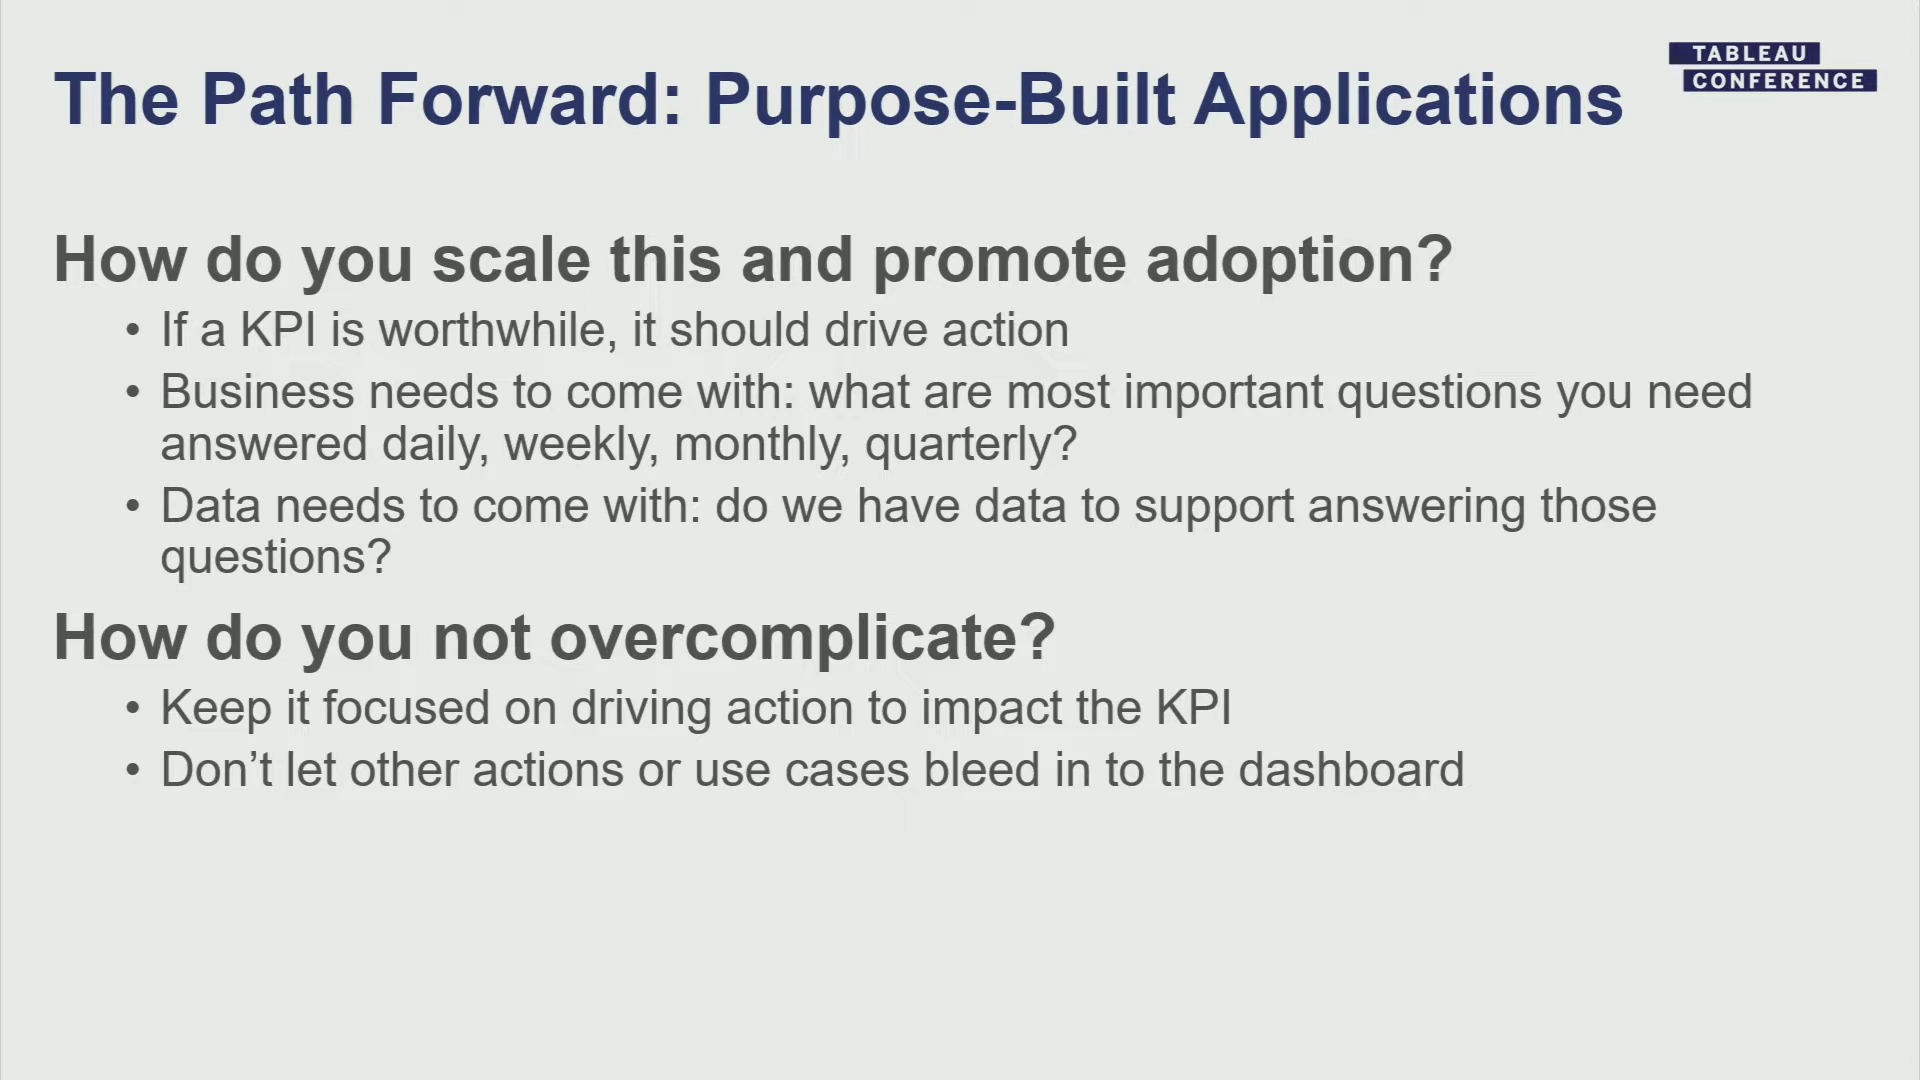 The Path Forward: Purpose-Built Applications
TABLEAU
CONFERENCE
How do you scale this and promote adoption?
• If a KPI is worthwhile, it should drive action
• Business needs to come with: what are most important questions you need
answered daily, weekly, monthly, quarterly?
• Data needs to come with: do we have data to support answering those
questions?
How do you not overcomplicate?
• Keep it focused on driving action to impact the KPI
• Don’t let other actions or use cases bleed in to the dashboard